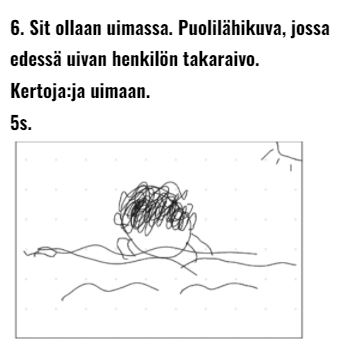 6. Sit ollaan uimassa. Puolilähikuva, jossa
edessä uivan henkilön takaraivo.
Kertoja:ja uimaan.
5s.